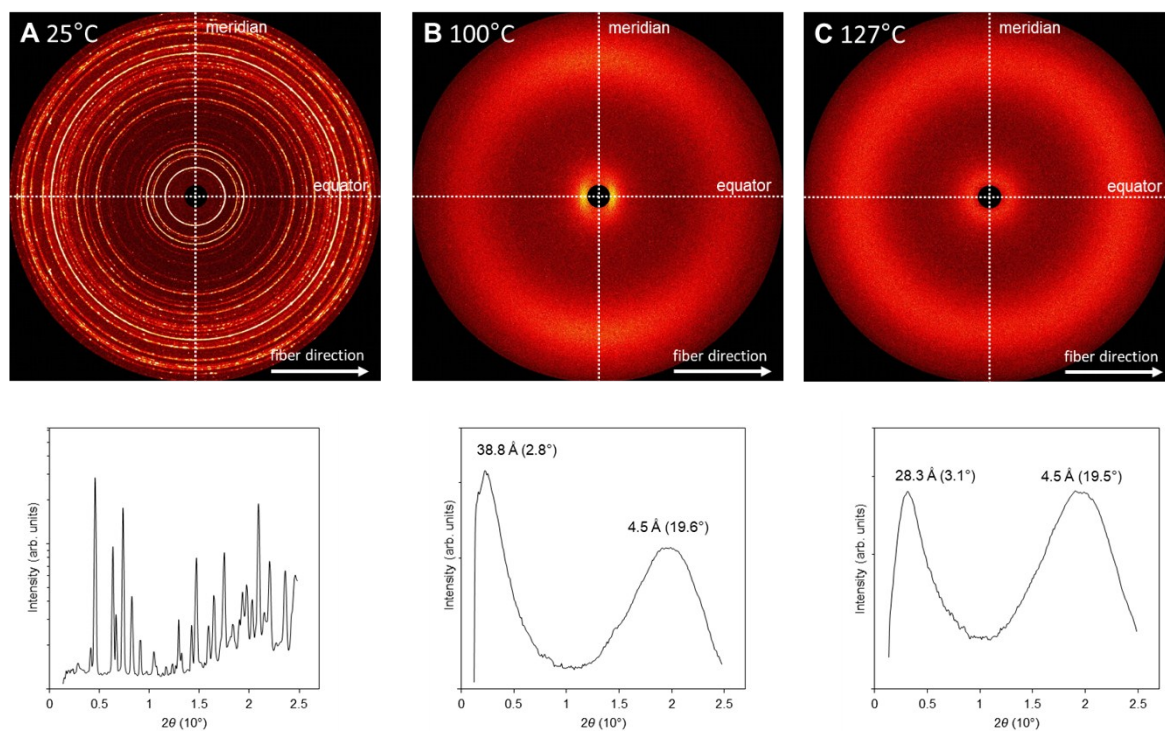 A 25°C
meridian
equator
fiber direction
B 100°C
meridian
equator
fiber direction
C 127°C
meridian
equator
fiber direction
Intensity (arb. units)
0 0.5 1 1.5 2 2.5
2θ (10°)
38.8 Å (2.8°)
4.5 Å (19.6°)
Intensity (arb. units)
0 0.5 1 1.5 2 2.5
2θ (10°)
28.3 Å (3.1°)
4.5 Å (19.5°)
Intensity (arb. units)
0 0.5 1 1.5 2 2.5
2θ (10°)